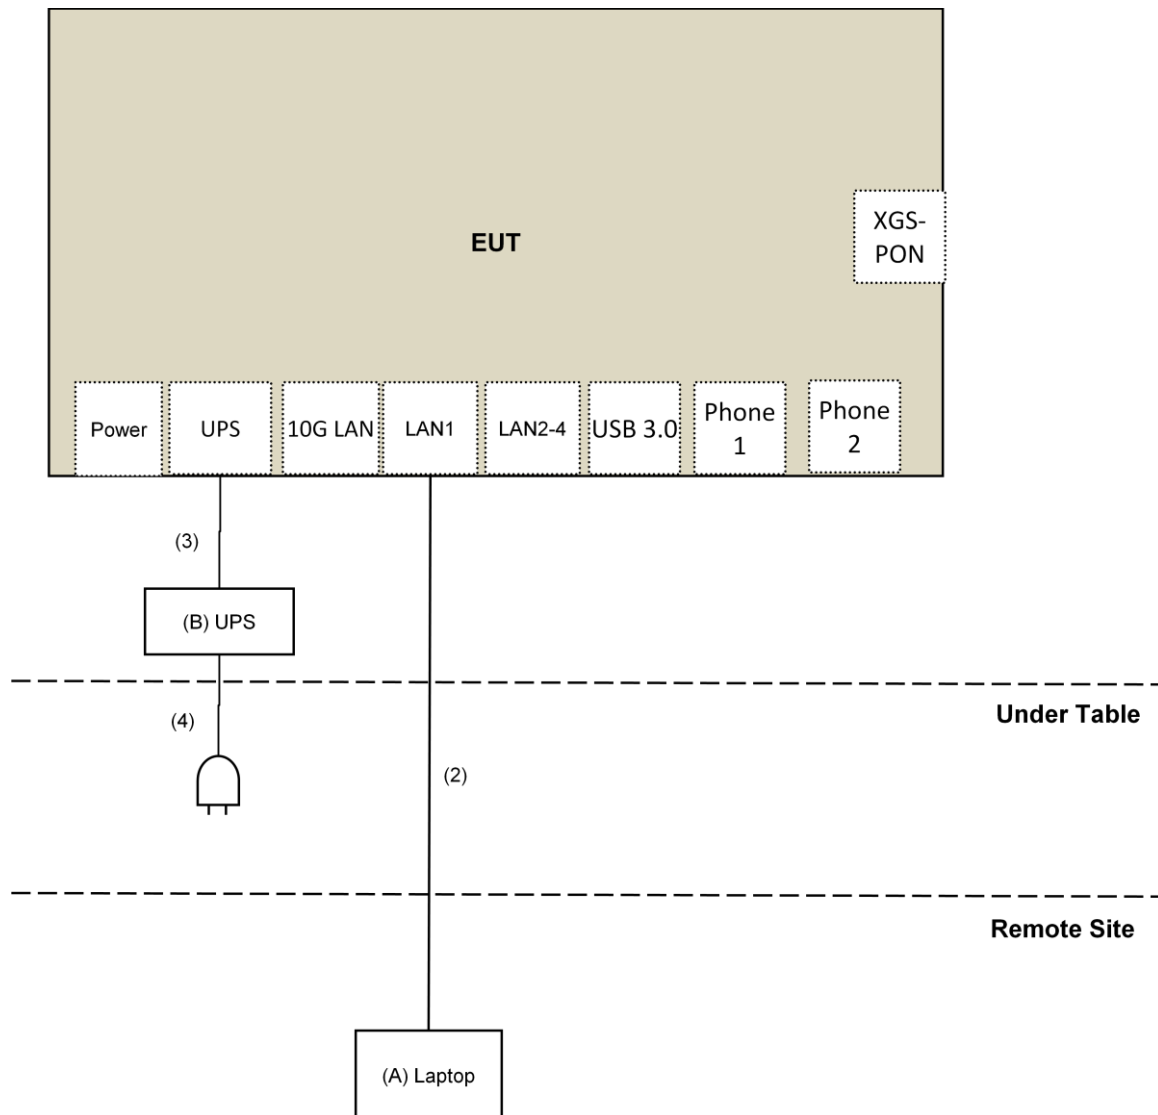 XGS-
PON
EUT
Power
UPS
10G LAN
LAN1
LAN2-4
USB 3.0
Phone
1
Phone
2
(3)
(B) UPS
Under Table
(4)
(2)
Remote Site
(A) Laptop